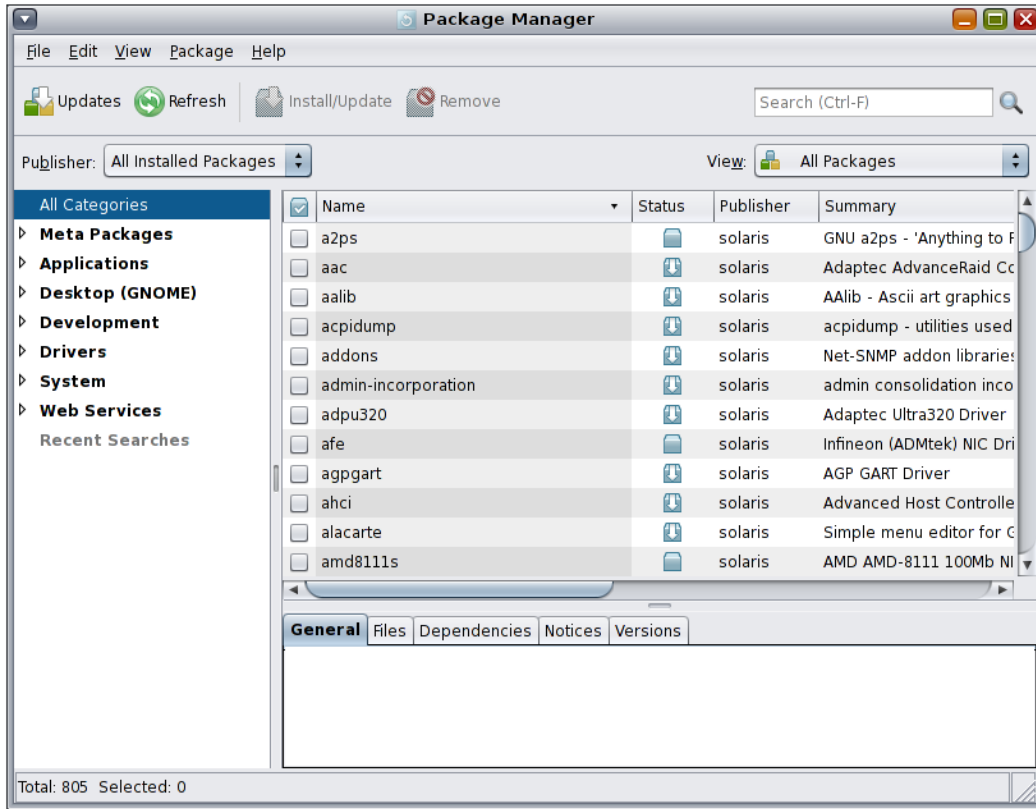 Package Manager
File Edit View Package Help
Updates Refresh Install/Update Remove Search (Ctrl-F)
Publisher: All Installed Packages View: All Packages
All Categories
Meta Packages
Applications
Desktop (GNOME)
Development
Drivers
System
Web Services
Recent Searches
Name Status Publisher Summary
a2ps solaris GNU a2ps - 'Anything to P
aac solaris Adaptec AdvanceRaid Co
aalib solaris AAlib - Ascii art graphics
acpidump solaris acpidump - utilities used
addons solaris Net-SNMP addon libraries
admin-incorporation solaris admin consolidation inco
adpu320 solaris Adaptec Ultra320 Driver
afe solaris Infineon (ADMtek) NIC Dri
agpgart solaris AGP GART Driver
ahci solaris Advanced Host Controlle
alacarte solaris Simple menu editor for G
amd8111s solaris AMD AMD-8111 100Mb NI
General Files Dependencies Notices Versions
Total: 805 Selected: 0